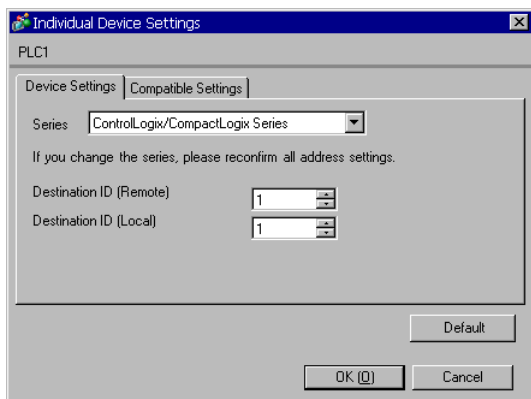 Individual Device Settings
PLC1
Device Settings Compatible Settings
Series ControlLogix/CompactLogix Series
If you change the series, please reconfirm all address settings.
Destination ID (Remote) 1
Destination ID (Local) 1
Default
OK (O) Cancel